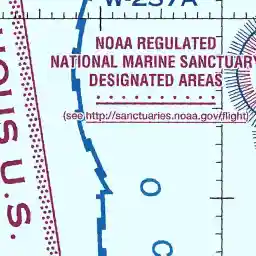 W-237A
NOAA REGULATED
NATIONAL MARINE SANCTUARY
DESIGNATED AREAS
(see http://sanctuaries.noaa.gov/flight)
U.S.
O
C